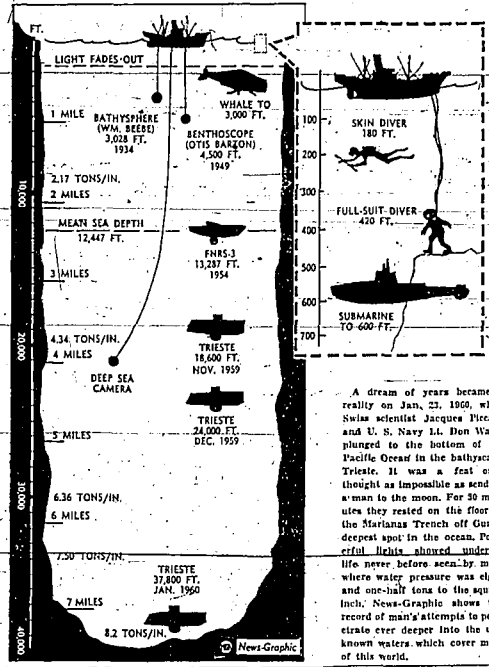 FT.
LIGHT FADES OUT
WHALE TO
3,000 FT.
1 MILE
BATHYSPHERE
(WM. BEEBE)
3,028 FT.
1934
BENTHOSCOPE
(OTIS BARTON)
4,500 FT.
1949
2.17 TONS/IN.
2 MILES
10,000
MEAN SEA DEPTH
12,447 FT.
FNRS-3
13,287 FT.
1954
3 MILES
4.34 TONS/IN.
4 MILES
20,000
DEEP SEA
CAMERA
TRIESTE
18,600 FT.
NOV. 1959
TRIESTE
24,000 FT.
DEC. 1959
5 MILES
30,000
6.36 TONS/IN.
6 MILES
7.50 TONS/IN.
TRIESTE
37,800 FT.
JAN. 1960
7 MILES
8.2 TONS/IN.
40,000
News-Graphic
100
SKIN DIVER
180 FT.
200
300
FULL-SUIT DIVER
420 FT.
400
500
600
SUBMARINE
TO 600 FT.
700
A dream of years became
reality on Jan. 23, 1960, wh
Swiss scientist Jacques Picc
and U. S. Navy Lt. Don Wa
plunged to the bottom of
Pacific Ocean in the bathysca
Trieste. It was a feat o
thought as impossible as send
a man to the moon. For 30 m
utes they rested on the floor
the Marianas Trench off Gu
deepest spot in the ocean. Po
erful lights showed under
life never before seen by m
where water pressure was ei
and one-half tons to the squ
inch. News-Graphic shows
record of man's attempts to pe
etrate ever deeper into the u
known waters which cover m
of this world.